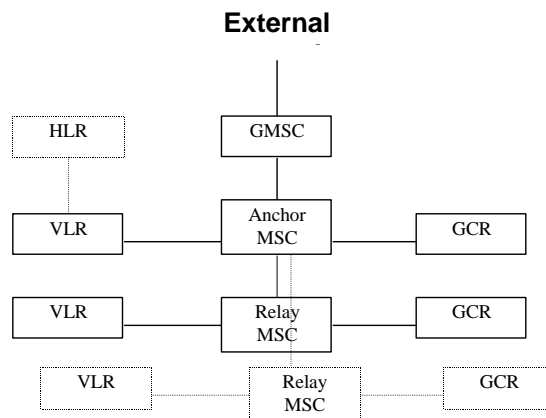 External
HLR
GMSC
VLR
Anchor
MSC
GCR
VLR
Relay
MSC
GCR
VLR
Relay
MSC
GCR